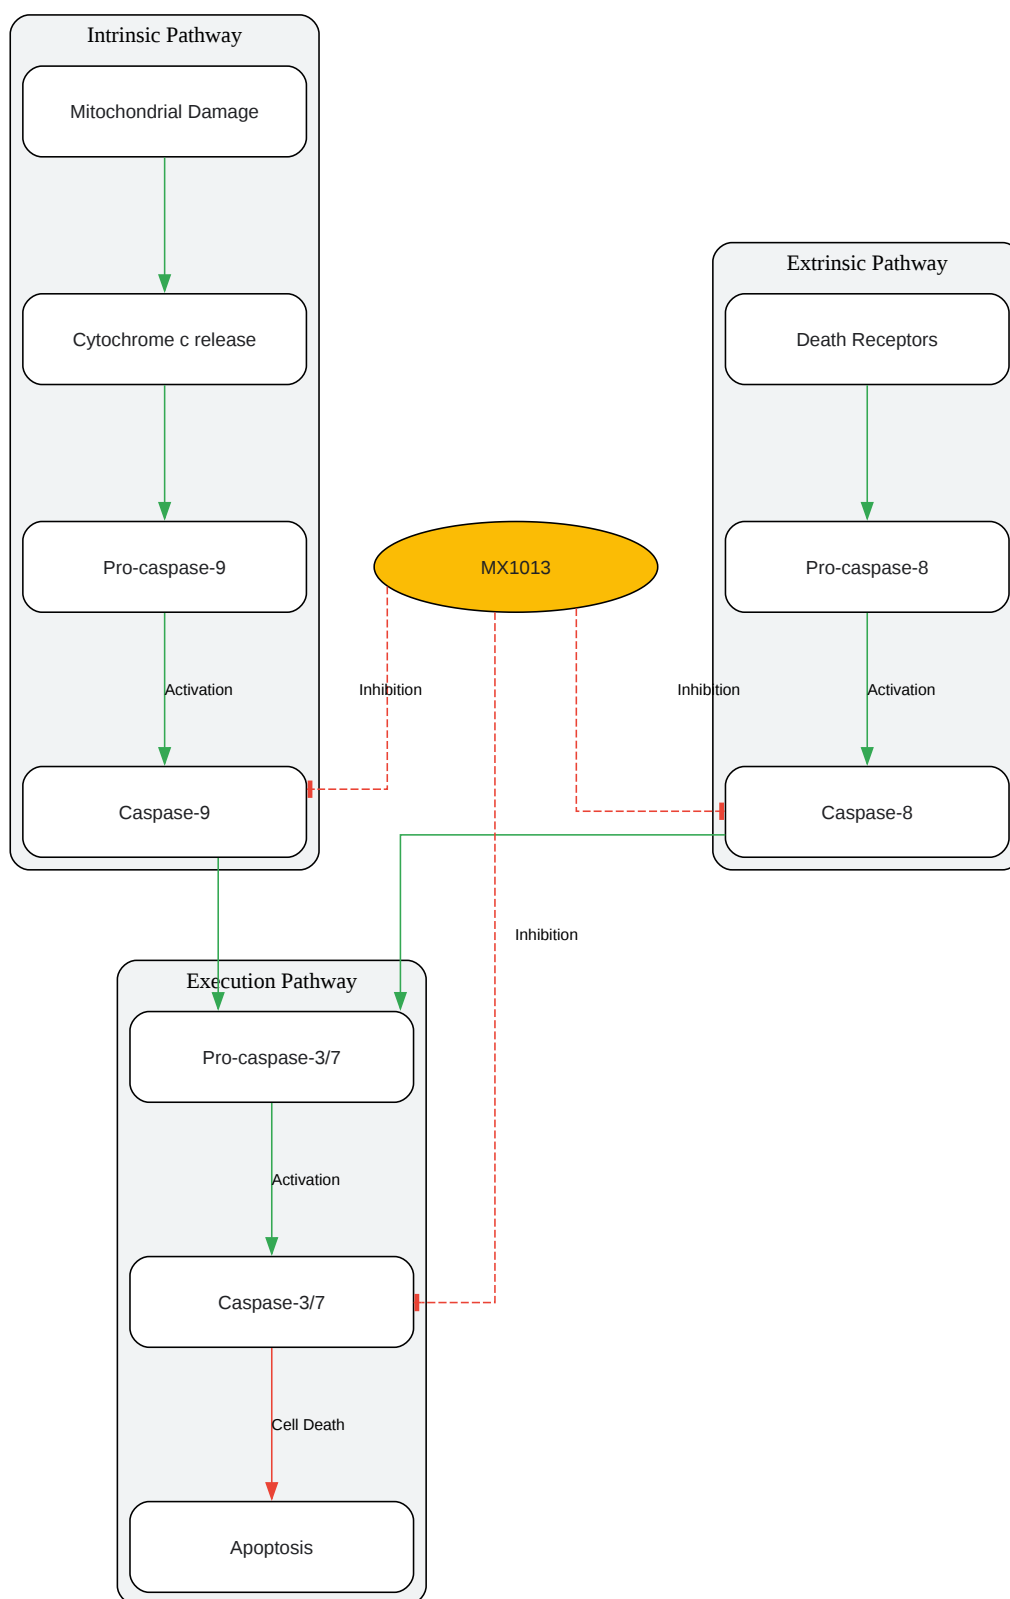 Intrinsic Pathway
Mitochondrial Damage
Extrinsic Pathway
Cytochrome c release
Death Receptors
Pro-caspase-9
MX1013
Pro-caspase-8
Activation
Inhibition
Inhibition
Activation
Caspase-9
Caspase-8
Inhibition
Execution Pathway
Pro-caspase-3/7
Activation
Caspase-3/7
Cell Death
Apoptosis